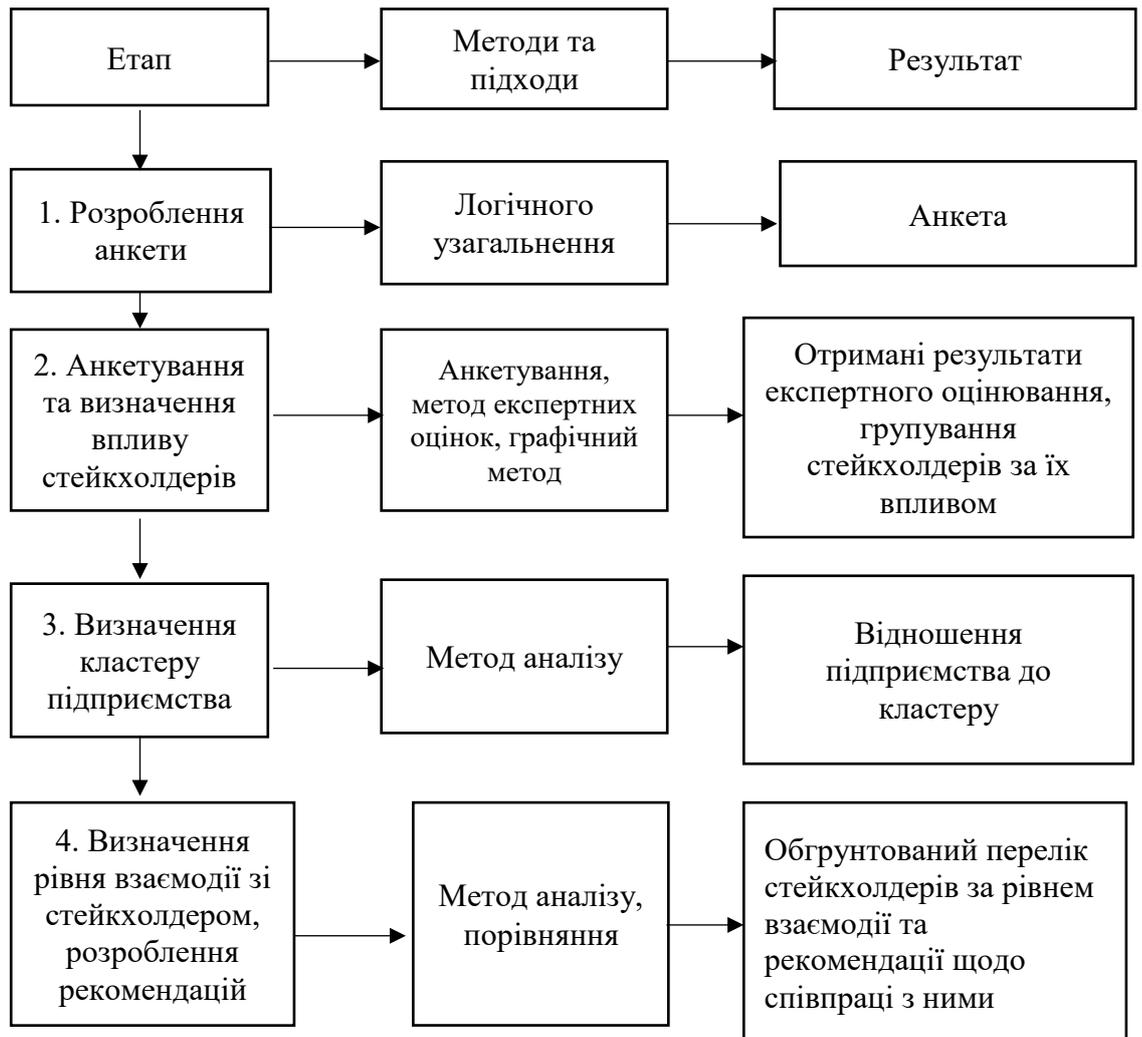 Етап
Методи та
підходи
Результат
1. Розроблення
анкети
Логічного
узагальнення
Анкета
2. Анкетування
та визначення
впливу
стейкхолдерів
Анкетування,
метод експертних
оцінок, графічний
метод
Отримані результати
експертного оцінювання,
групування
стейкхолдерів за їх
впливом
3. Визначення
кластеру
підприємства
Метод аналізу
Відношення
підприємства до
кластеру
4. Визначення
рівня взаємодії зі
стейкхолдером,
розроблення
рекомендацій
Метод аналізу,
порівняння
Обгрунтований перелік
стейкхолдерів за рівнем
взаємодії та
рекомендації щодо
співпраці з ними